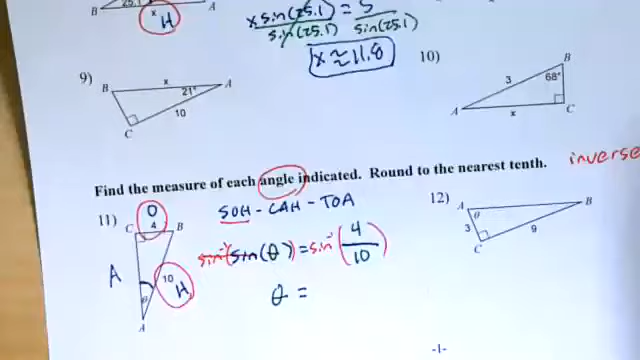 B 25.1 x H A
x sin(25.1) = 5
sin(25.1) sin(25.1)
x ≈ 11.8
9) B x 21° A
10
C
10) B
3 68°
A x C
Find the measure of each angle indicated. Round to the nearest tenth. inverse
11) O SOH - CAH - TOA
C 4 B
A 10 H
θ
A
sin⁻¹(sin(θ)) = sin⁻¹(4/10)
θ =
12) A θ B
3 9
C
-1-